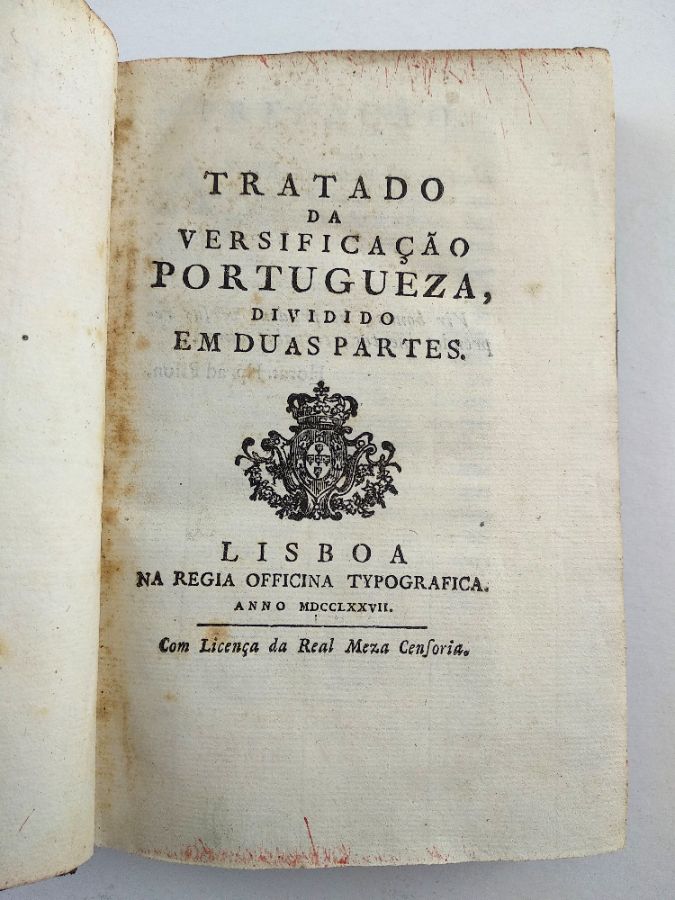 TRATADO
DA
VERSIFICAÇÃO
PORTUGUEZA,
DIVIDIDO
EM DUAS PARTES.
LISBOA
NA REGIA OFFICINA TYPOGRAFICA.
ANNO MDCCLXXVII.
Com Licença da Real Meza Cenſoria.